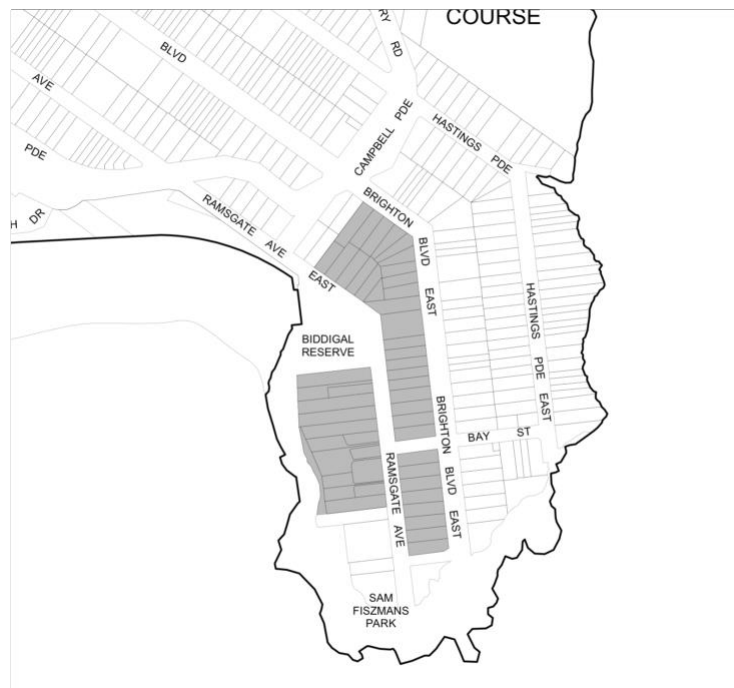 COURSE
RY
RD
BLVD
AVE
PDE
CAMPBELL PDE
HASTINGS PDE
H DR
RAMSGATE AVE EAST
BRIGHTON BLVD EAST
HASTINGS PDE EAST
BIDDIGAL
RESERVE
BRIGHTON BLVD EAST
BAY ST
RAMSGATE AVE
SAM
FISZMANS
PARK